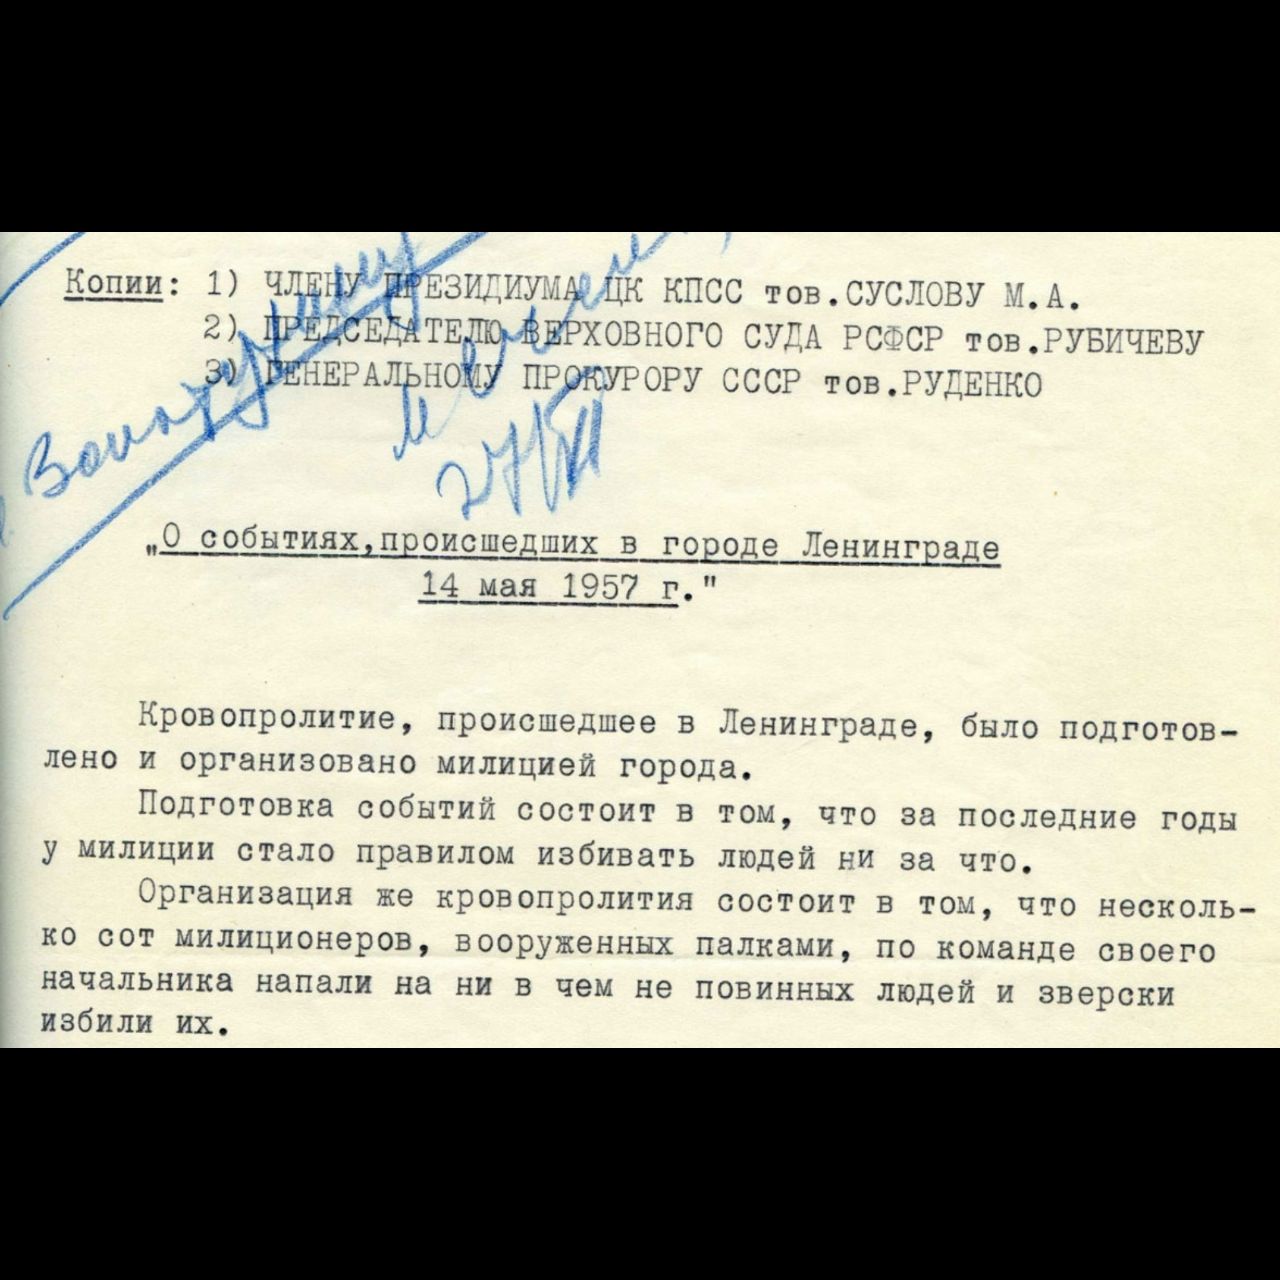 Копии: 1) ЧЛЕНУ ПРЕЗИДИУМА ЦК КПСС тов.СУСЛОВУ М.А.
2) ПРЕДСЕДАТЕЛЮ ВЕРХОВНОГО СУДА РСФСР тов.РУБИЧЕВУ
3) ГЕНЕРАЛЬНОМУ ПРОКУРОРУ СССР тов.РУДЕНКО
27/VII
„О событиях,происшедших в городе Ленинграде
14 мая 1957 г."
Кровопролитие, происшедшее в Ленинграде, было подготов-
лено и организовано милицией города.
Подготовка событий состоит в том, что за последние годы
у милиции стало правилом избивать людей ни за что.
Организация же кровопролития состоит в том, что несколь-
ко сот милиционеров, вооруженных палками, по команде своего
начальника напали на ни в чем не повинных людей и зверски
избили их.